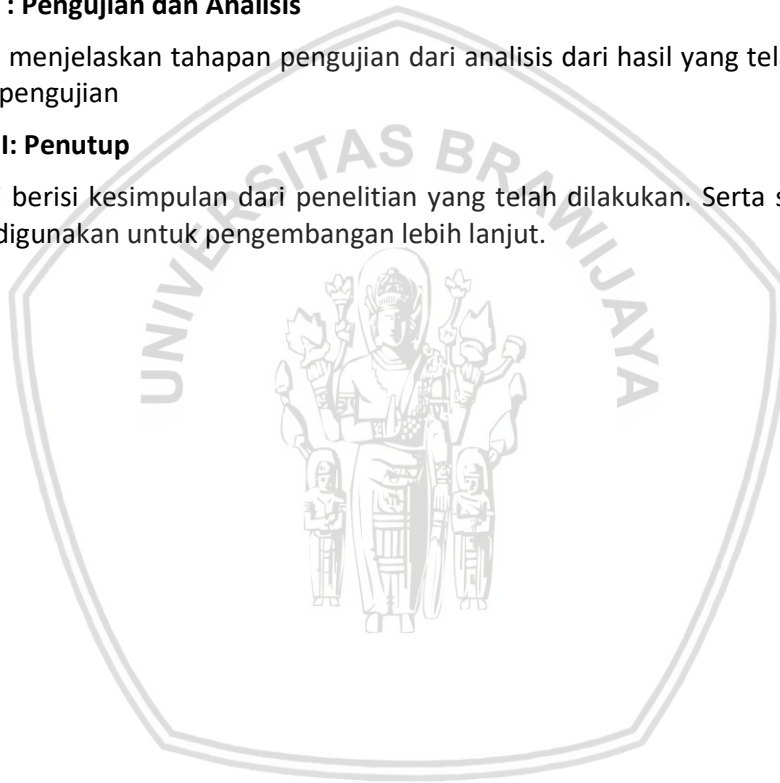 : Pengujian dan Analisis
menjelaskan tahapan pengujian dari analisis dari hasil yang tel
pengujian
I: Penutup
berisi kesimpulan dari penelitian yang telah dilakukan. Serta s
digunakan untuk pengembangan lebih lanjut.
UNIVERSITAS BRAWIJAYA